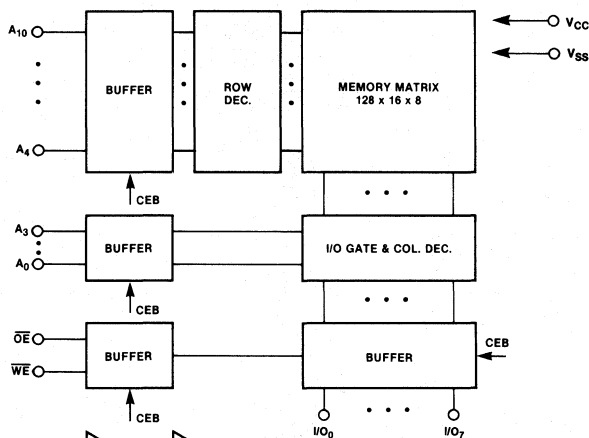 A10
VCC
VSS
BUFFER
ROW
DEC.
MEMORY MATRIX
128 x 16 x 8
A4
CEB
A3
BUFFER
I/O GATE & COL. DEC.
A0
CEB
OE
BUFFER
BUFFER
CEB
WE
CEB
I/O0
I/O7